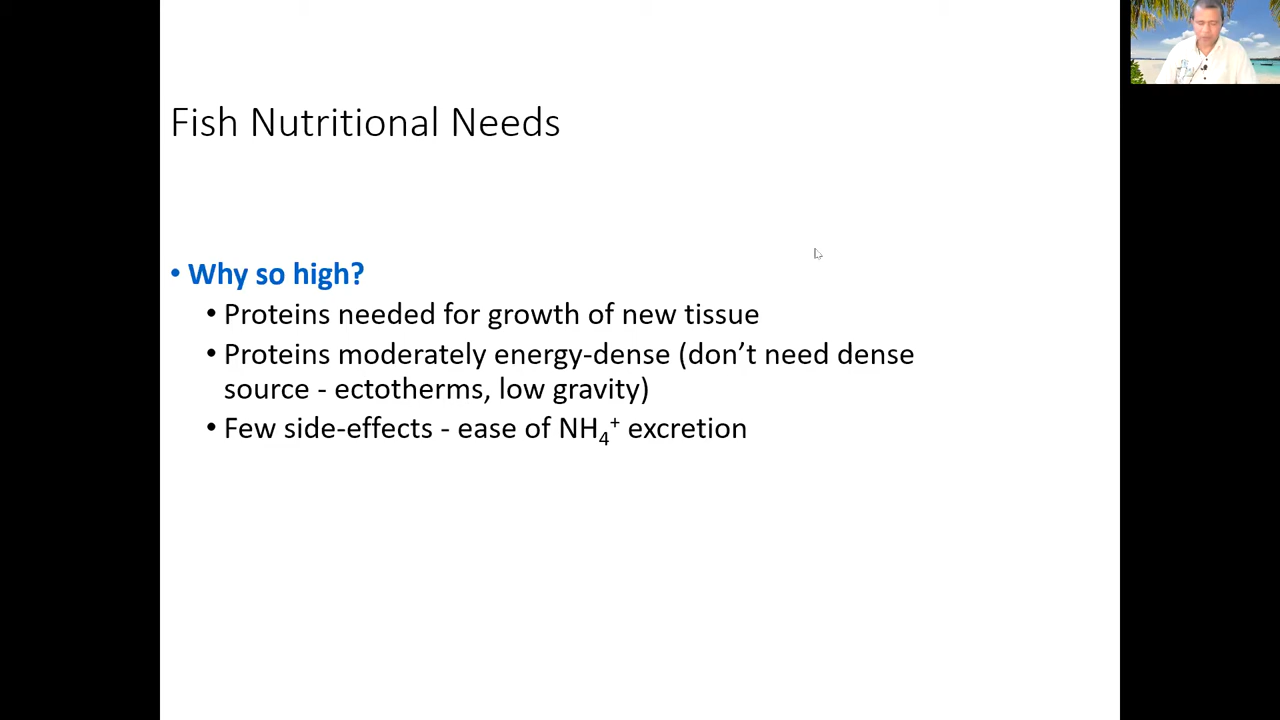 Fish Nutritional Needs
• Why so high?
• Proteins needed for growth of new tissue
• Proteins moderately energy-dense (don’t need dense
source - ectotherms, low gravity)
• Few side-effects - ease of NH₄⁺ excretion